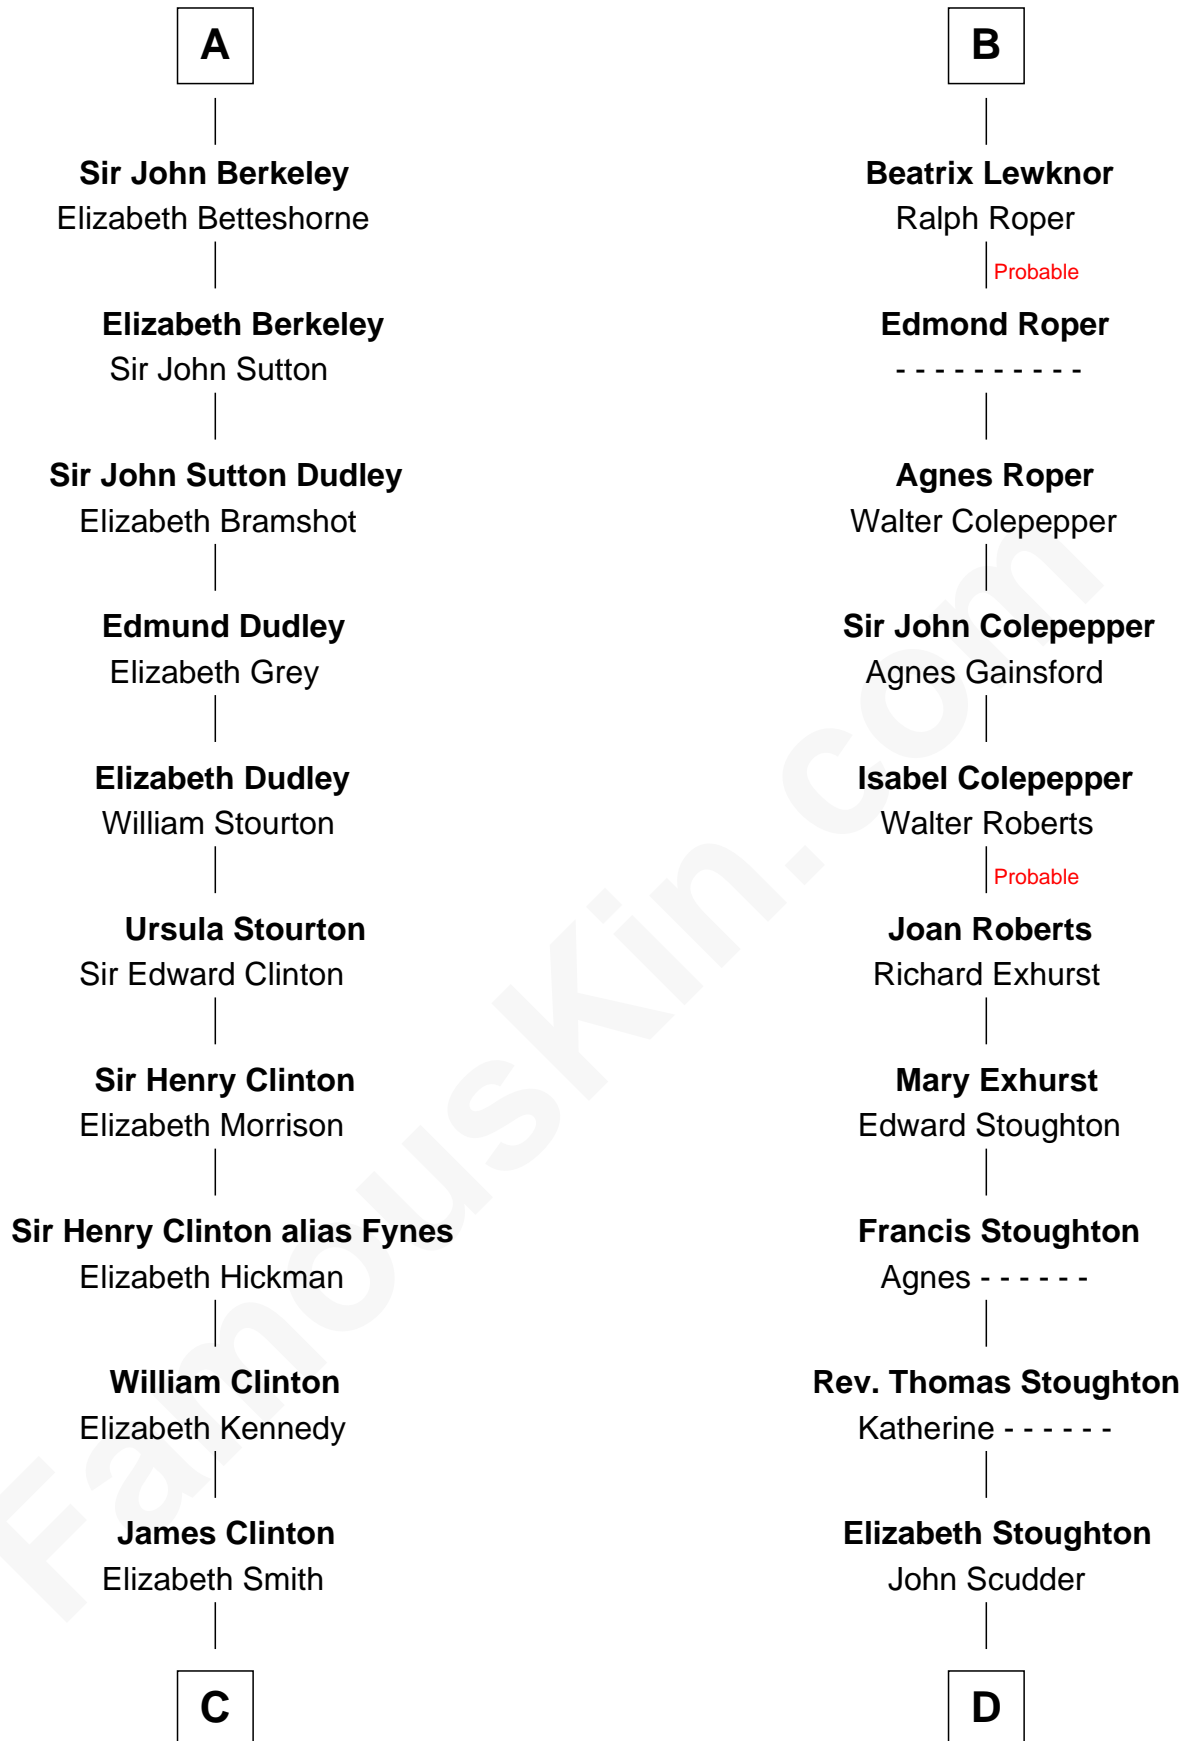 A
Sir John Berkeley
Elizabeth Betteshorne
Elizabeth Berkeley
Sir John Sutton
Sir John Sutton Dudley
Elizabeth Bramshot
Edmund Dudley
Elizabeth Grey
Elizabeth Dudley
William Stourton
Ursula Stourton
Sir Edward Clinton
Sir Henry Clinton
Elizabeth Morrison
Sir Henry Clinton alias Fynes
Elizabeth Hickman
William Clinton
Elizabeth Kennedy
James Clinton
Elizabeth Smith
C
B
Beatrix Lewknor
Ralph Roper
Probable
Edmond Roper
- - - - - - - - - -
Agnes Roper
Walter Colepepper
Sir John Colepepper
Agnes Gainsford
Isabel Colepepper
Walter Roberts
Probable
Joan Roberts
Richard Exhurst
Mary Exhurst
Edward Stoughton
Francis Stoughton
Agnes - - - - - -
Rev. Thomas Stoughton
Katherine - - - - - -
Elizabeth Stoughton
John Scudder
D
FamousKin.com